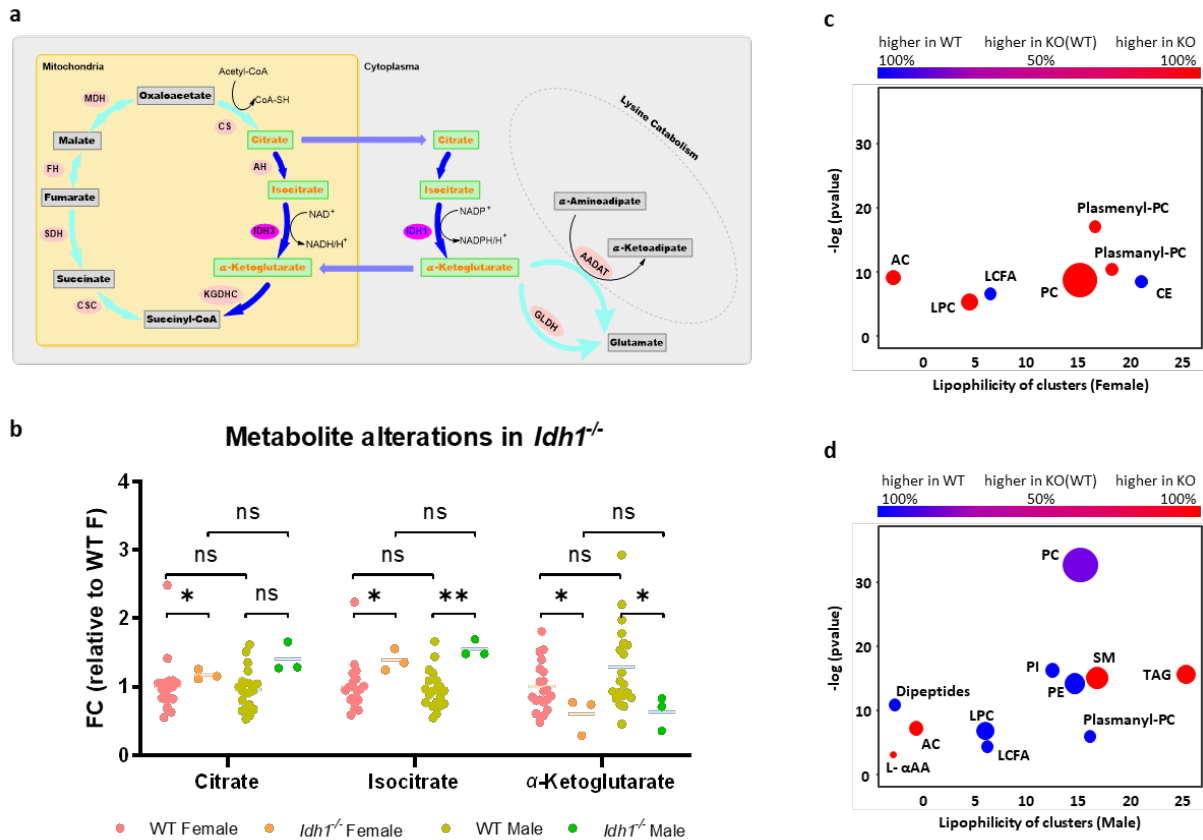 a
Mitochondria
Cytoplasma
Acetyl-CoA
CoA-SH
MDH
Oxaloacetate
CS
Malate
Citrate
Citrate
AH
FH
Isocitrate
Isocitrate
Fumarate
NAD+
NADP+
IDH3
IDH1
NADH/H+
NADPH/H+
SDH
α-Ketoglutarate
α-Ketoglutarate
Succinate
KGDHC
CSC
Succinyl-CoA
Lysine Catabolism
α-Aminoadipate
α-Ketoadipate
AADAT
GLDH
Glutamate
b
Metabolite alterations in Idh1-/-
FC (relative to WT F)
4
3
2
1
0
ns ns ns
ns ns ns
* ns * ** * *
Citrate Isocitrate α-Ketoglutarate
WT Female Idh1-/- Female WT Male Idh1-/- Male
c
higher in WT higher in KO(WT) higher in KO
100% 50% 100%
-log (pvalue)
30
20
10
0
Plasmenyl-PC
Plasmanyl-PC
AC
LCFA
LPC
PC
CE
0 5 10 15 20 25
Lipophilicity of clusters (Female)
d
higher in WT higher in KO(WT) higher in KO
100% 50% 100%
-log (pvalue)
30
20
10
0
PC
PI
SM
TAG
PE
Dipeptides
LPC
Plasmanyl-PC
AC
LCFA
L- αAA
0 5 10 15 20 25
Lipophilicity of clusters (Male)